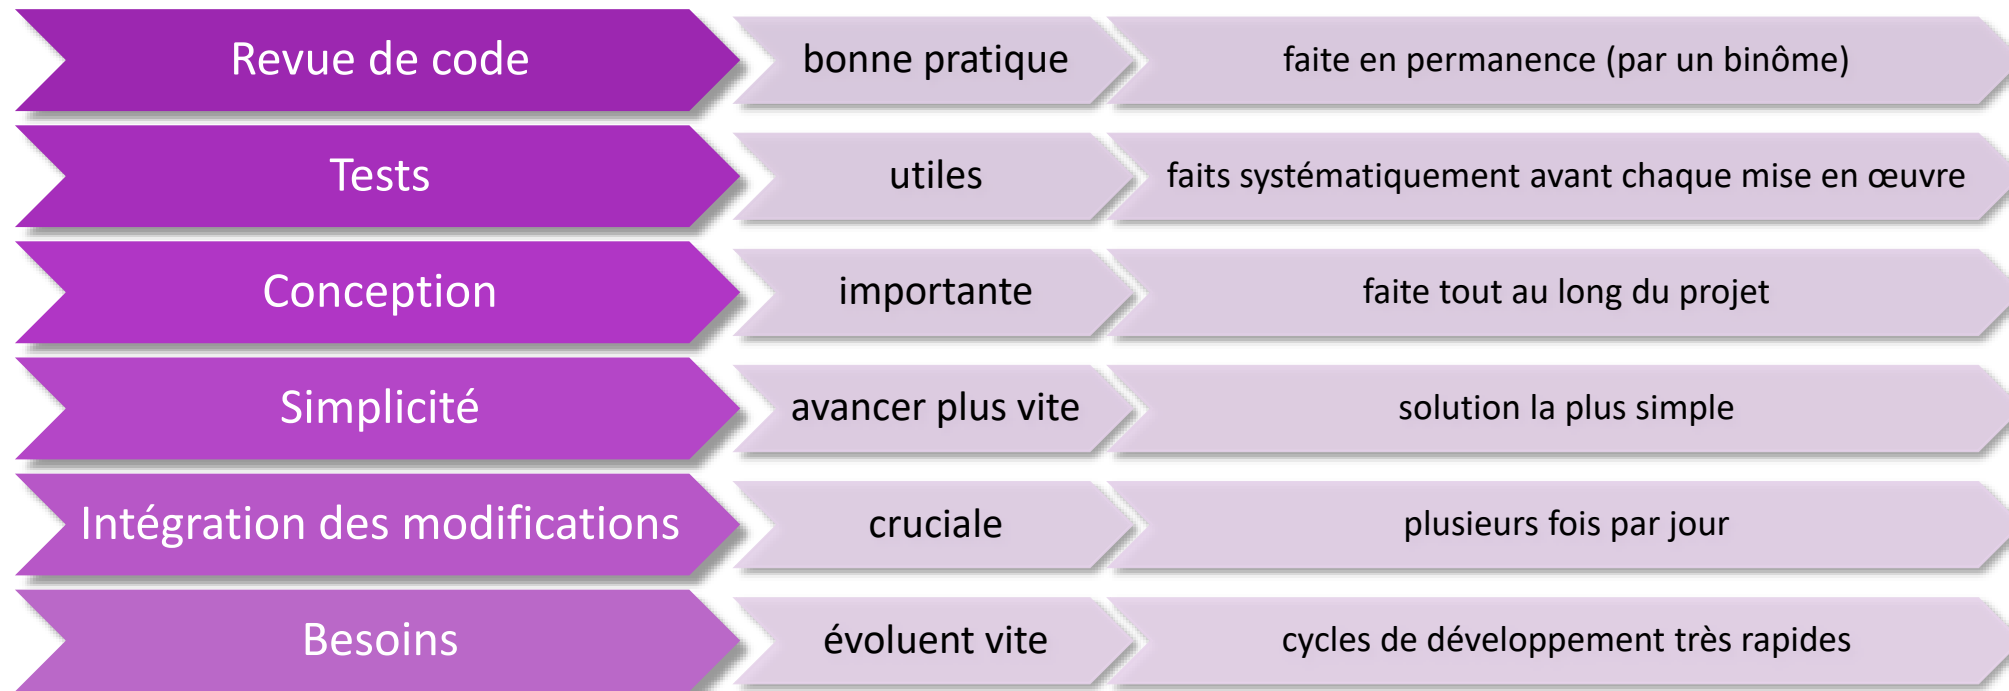 Revue de code
bonne pratique
faite en permanence (par un binôme)
Tests
utiles
faits systématiquement avant chaque mise en œuvre
Conception
importante
faite tout au long du projet
Simplicité
avancer plus vite
solution la plus simple
Intégration des modifications
cruciale
plusieurs fois par jour
Besoins
évoluent vite
cycles de développement très rapides